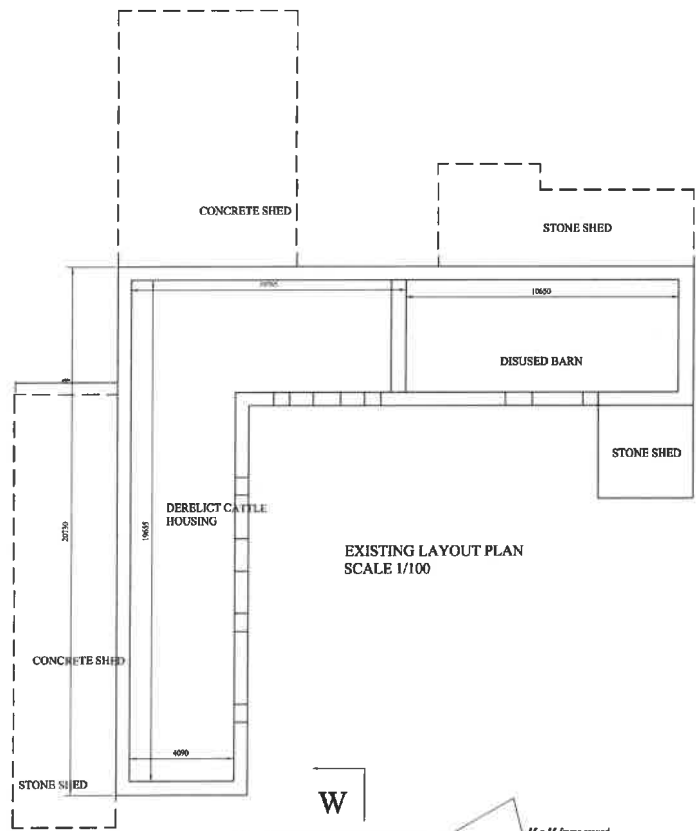 CONCRETE SHED
STONE SHED
10650
DISUSED BARN
STONE SHED
DERELICT CATTLE
HOUSING
20730
19655
EXISTING LAYOUT PLAN
SCALE 1/100
CONCRETE SHED
4090
STONE SHED
W